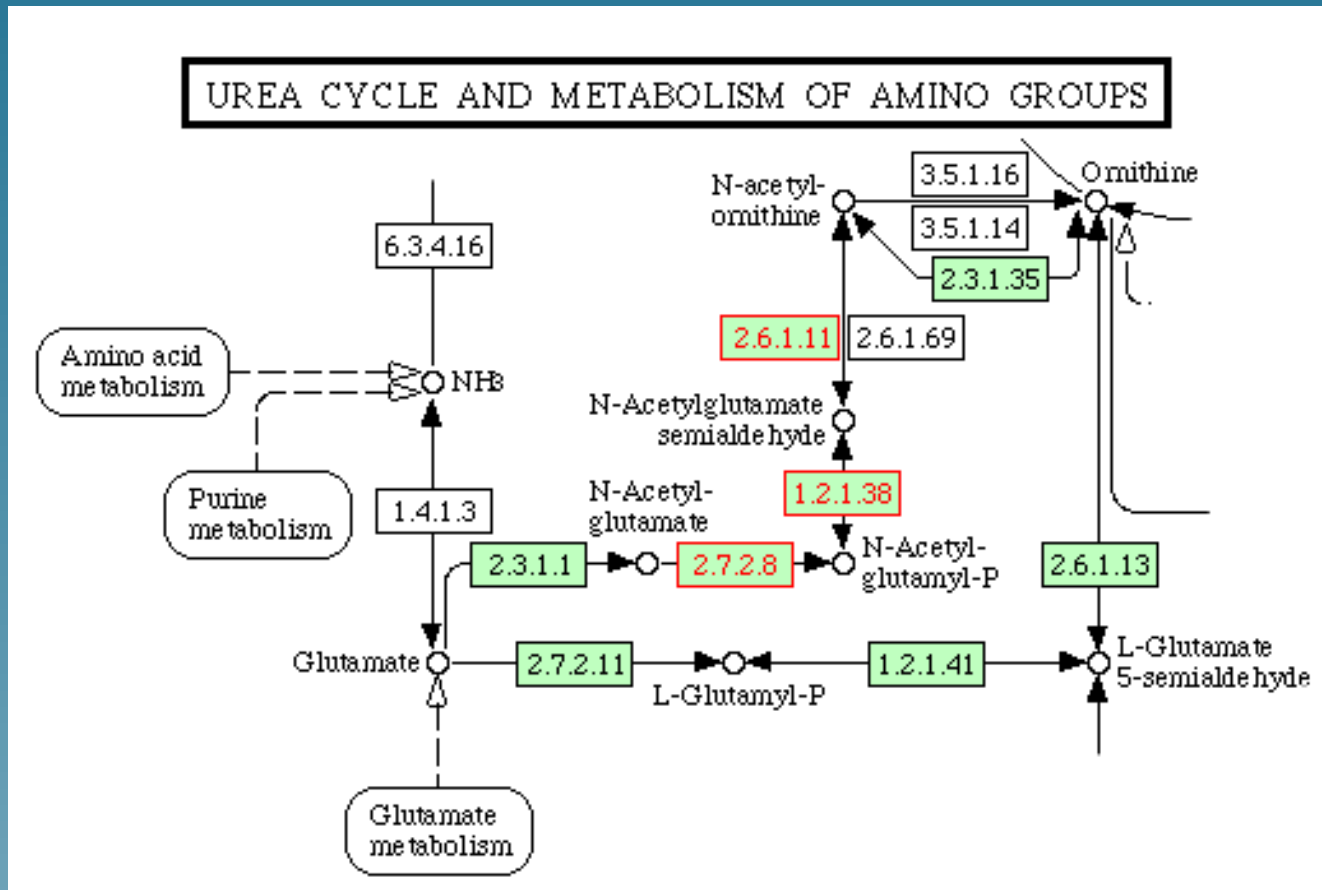 UREA CYCLE AND METABOLISM OF AMINO GROUPS
N-acetyl-
ornithine
3.5.1.16
3.5.1.14
Ornithine
6.3.4.16
2.3.1.35
2.6.1.11
2.6.1.69
Amino acid
metabolism
NH3
N-Acetylglutamate
semialdehyde
Purine
metabolism
1.4.1.3
N-Acetyl-
glutamate
1.2.1.38
2.3.1.1
2.7.2.8
N-Acetyl-
glutamyl-P
2.6.1.13
Glutamate
2.7.2.11
L-Glutamyl-P
1.2.1.41
L-Glutamate
5-semialdehyde
Glutamate
metabolism